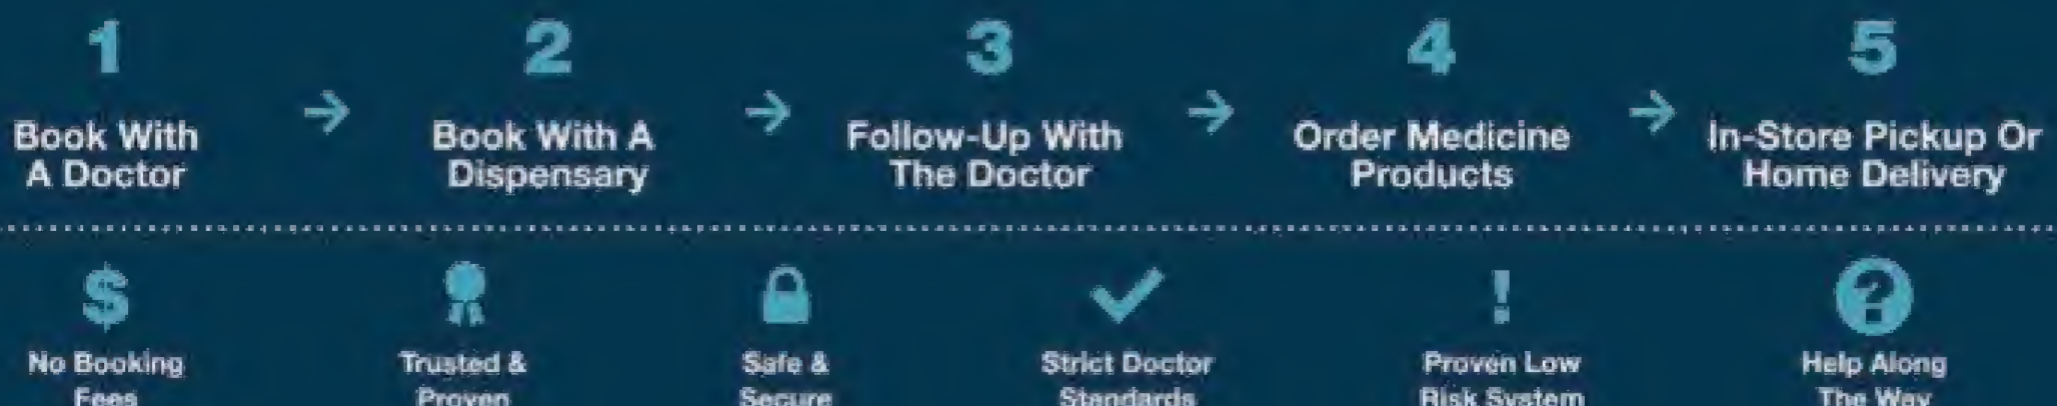 1
Book With
A Doctor
2
Book With A
Dispensary
3
Follow-Up With
The Doctor
4
Order Medicine
Products
5
In-Store Pickup Or
Home Delivery
$
No Booking
Fees
Trusted &
Proven
Safe &
Secure
Strict Doctor
Standards
!
Proven Low
Risk System
?
Help Along
The Way